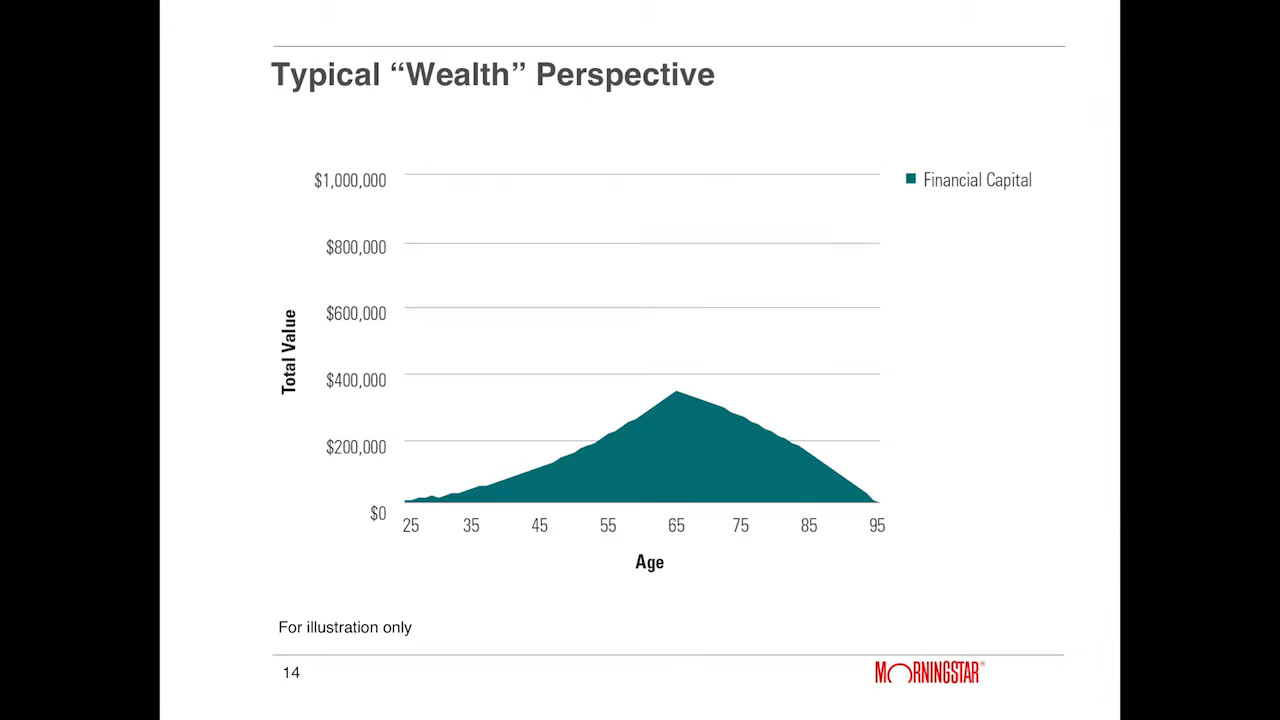 Typical “Wealth” Perspective
$1,000,000
$800,000
$600,000
$400,000
$200,000
$0
Total Value
25 35 45 55 65 75 85 95
Age
Financial Capital
For illustration only
14
MORNINGSTAR®